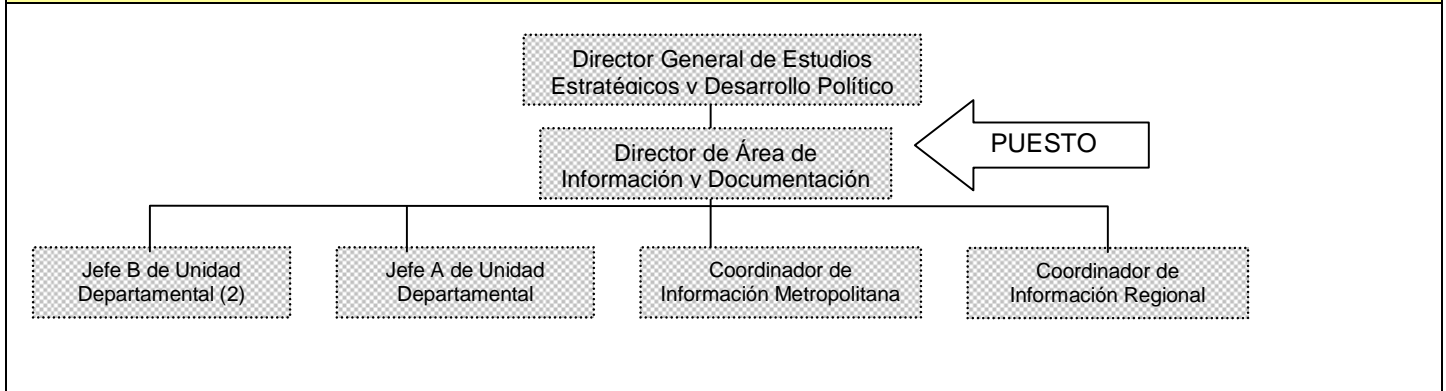 Director General de Estudios
Estratégicos y Desarrollo Político
Director de Área de
Información y Documentación
PUESTO
Jefe B de Unidad
Departamental (2)
Jefe A de Unidad
Departamental
Coordinador de
Información Metropolitana
Coordinador de
Información Regional